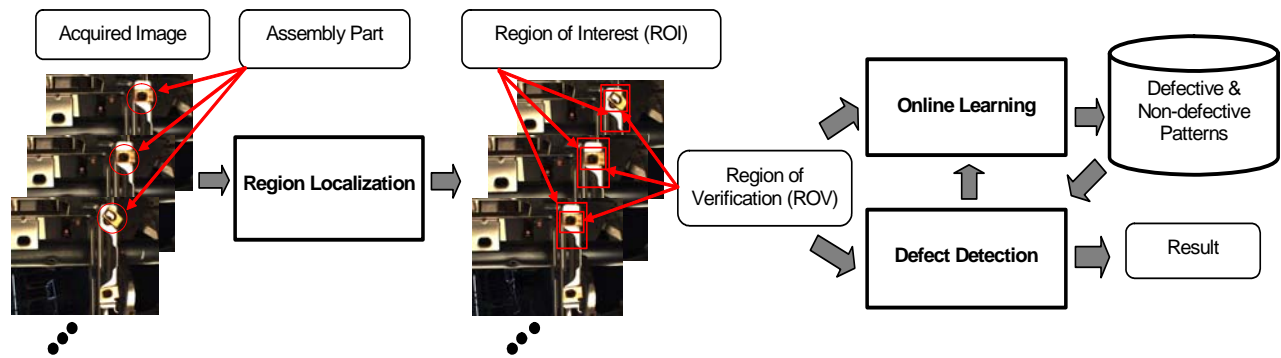 Acquired Image
Assembly Part
Region of Interest (ROI)
Region Localization
Region of
Verification (ROV)
Online Learning
Defective &
Non-defective
Patterns
Defect Detection
Result